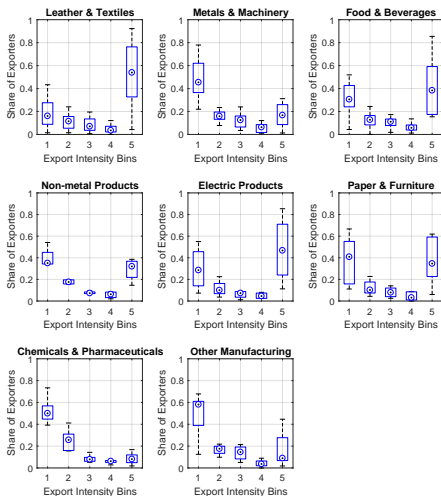 Leather & Textiles
Share of Exporters
1
0.8
0.6
0.4
0.2
0
1 2 3 4 5
Export Intensity Bins
Metals & Machinery
Share of Exporters
1
0.8
0.6
0.4
0.2
0
1 2 3 4 5
Export Intensity Bins
Food & Beverages
Share of Exporters
1
0.8
0.6
0.4
0.2
0
1 2 3 4 5
Export Intensity Bins
Non-metal Products
Share of Exporters
1
0.8
0.6
0.4
0.2
0
1 2 3 4 5
Export Intensity Bins
Electric Products
Share of Exporters
1
0.8
0.6
0.4
0.2
0
1 2 3 4 5
Export Intensity Bins
Paper & Furniture
Share of Exporters
1
0.8
0.6
0.4
0.2
0
1 2 3 4 5
Export Intensity Bins
Chemicals & Pharmaceuticals
Share of Exporters
1
0.8
0.6
0.4
0.2
0
1 2 3 4 5
Export Intensity Bins
Other Manufacturing
Share of Exporters
1
0.8
0.6
0.4
0.2
0
1 2 3 4 5
Export Intensity Bins